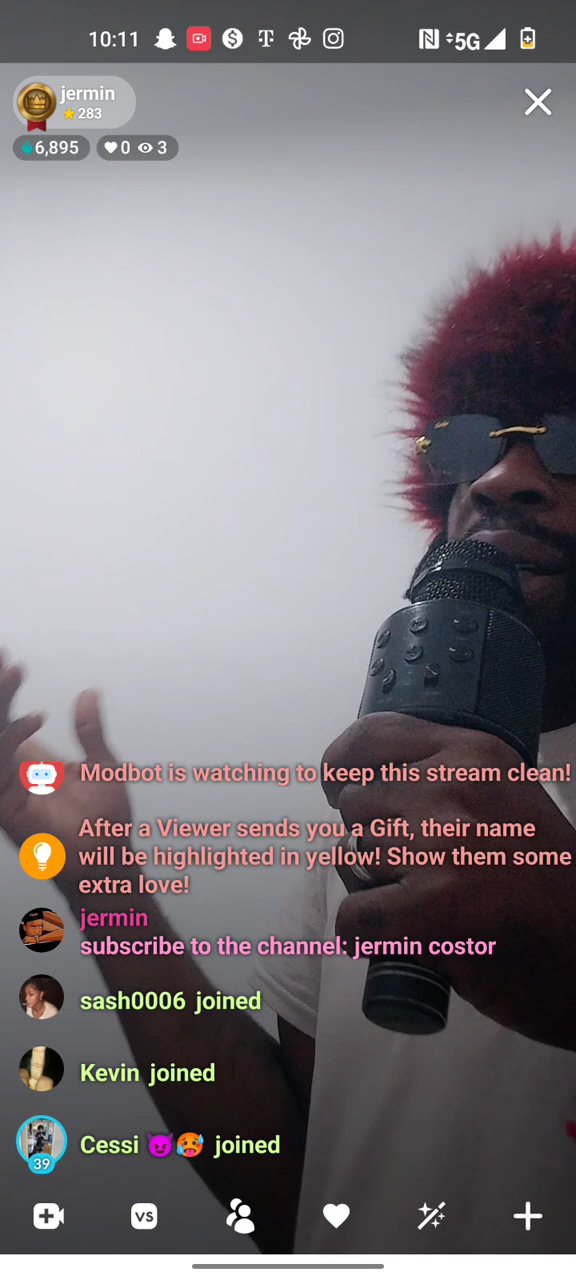 10:11
5G
jermin
283
6,895
0
3
Modbot is watching to keep this stream clean!
After a Viewer sends you a Gift, their name
will be highlighted in yellow! Show them some
extra love!
jermin
subscribe to the channel: jermin costor
sash0006 joined
Kevin joined
Cessi 😈🥵 joined
39
VS